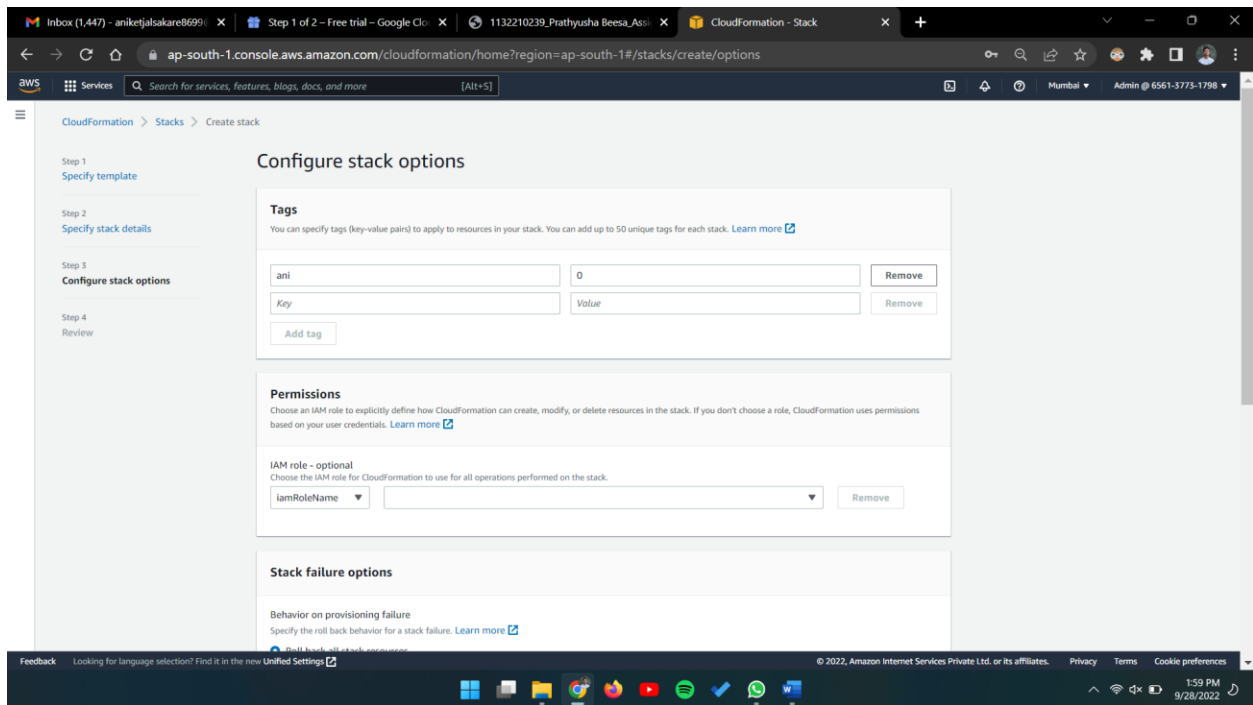 Inbox (1,447) - aniketjalsakare8699
Step 1 of 2 – Free trial – Google Clo
1132210239_Prathyusha Beesa_Assi
CloudFormation - Stack
ap-south-1.console.aws.amazon.com/cloudformation/home?region=ap-south-1#/stacks/create/options
aws
Services
Search for services, features, blogs, docs, and more
[Alt+S]
Mumbai
Admin @ 6561-3773-1798
CloudFormation > Stacks > Create stack
Step 1
Specify template
Step 2
Specify stack details
Step 3
Configure stack options
Step 4
Review
Configure stack options
Tags
You can specify tags (key-value pairs) to apply to resources in your stack. You can add up to 50 unique tags for each stack. Learn more
ani
0
Remove
Key
Value
Remove
Add tag
Permissions
Choose an IAM role to explicitly define how CloudFormation can create, modify, or delete resources in the stack. If you don't choose a role, CloudFormation uses permissions
based on your user credentials. Learn more
IAM role - optional
Choose the IAM role for CloudFormation to use for all operations performed on the stack.
iamRoleName
Remove
Stack failure options
Behavior on provisioning failure
Specify the roll back behavior for a stack failure. Learn more
Roll back all stack resources
Feedback
Looking for language selection? Find it in the new Unified Settings
© 2022, Amazon Internet Services Private Ltd. or its affiliates.
Privacy
Terms
Cookie preferences
1:59 PM
9/28/2022